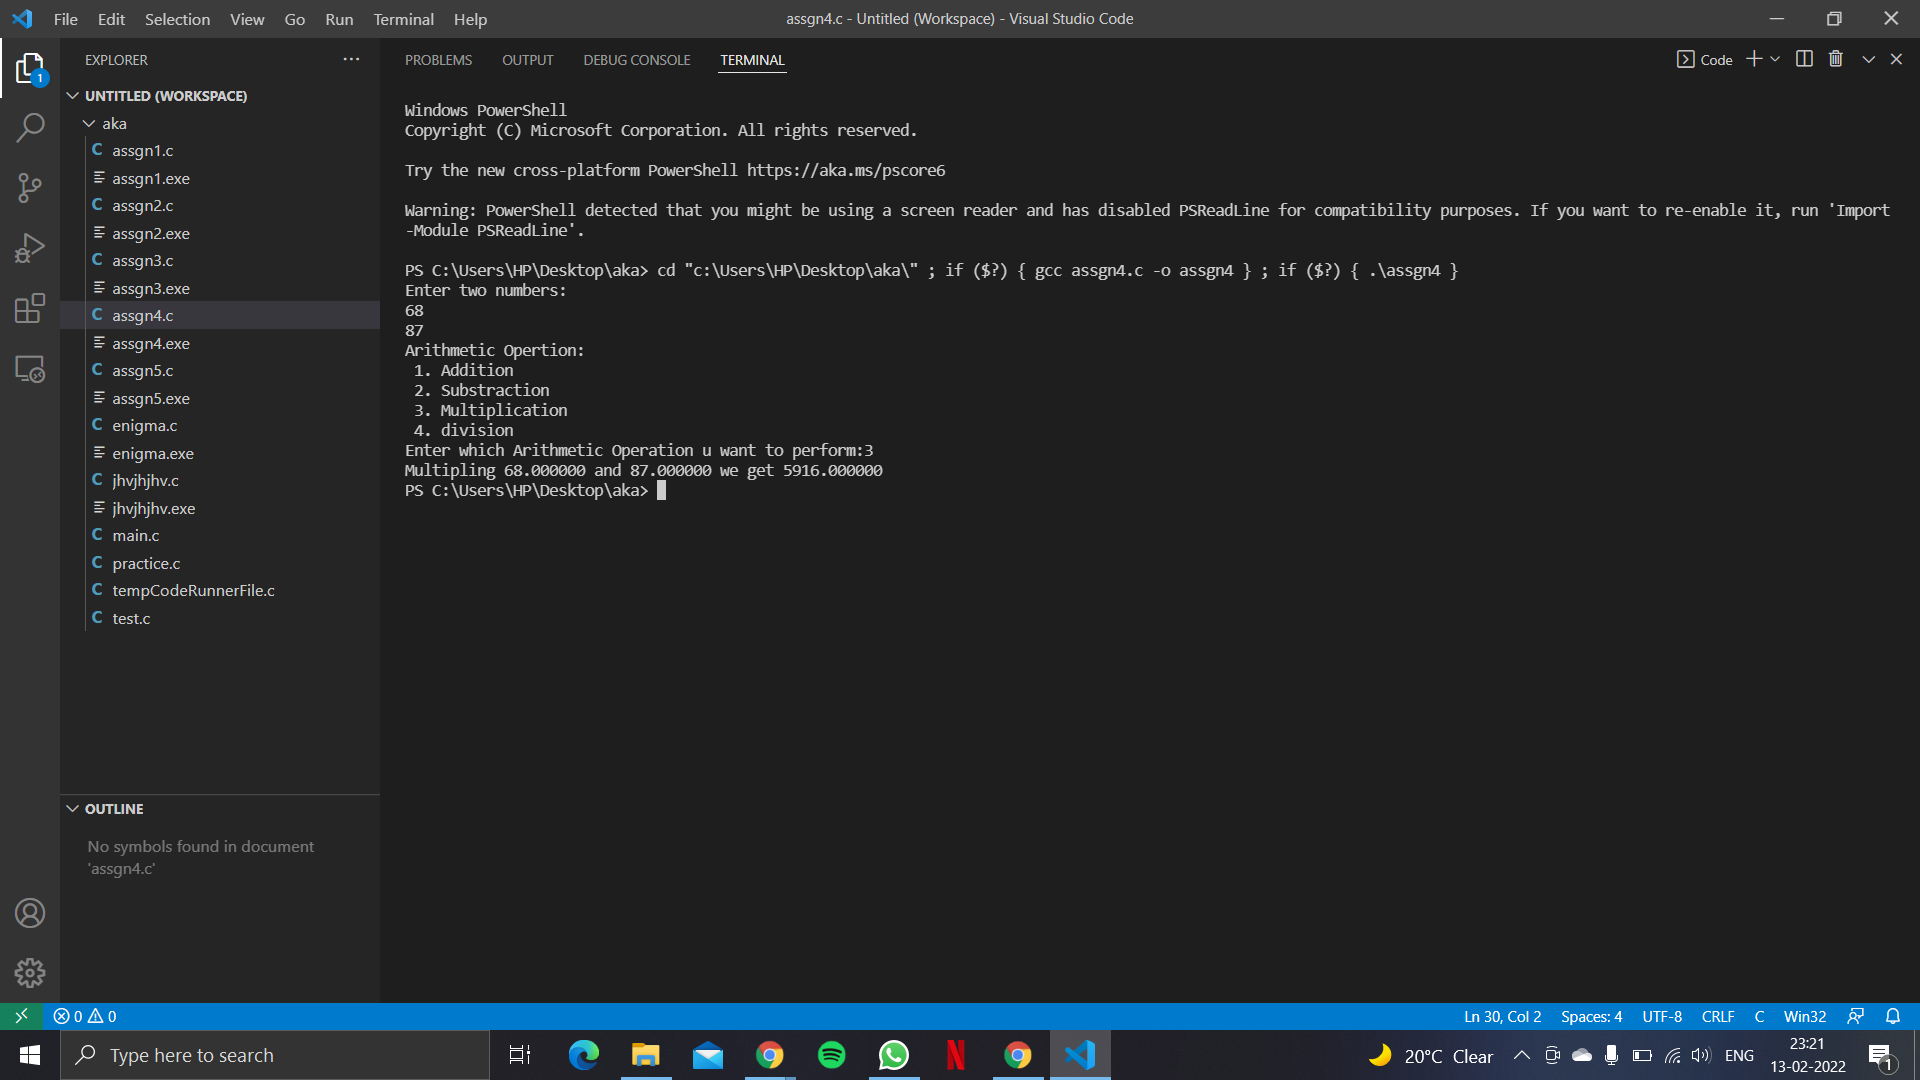 File Edit Selection View Go Run Terminal Help
assgn4.c - Untitled (Workspace) - Visual Studio Code
1
EXPLORER
UNTITLED (WORKSPACE)
aka
C assgn1.c
assgn1.exe
C assgn2.c
assgn2.exe
C assgn3.c
assgn3.exe
C assgn4.c
assgn4.exe
C assgn5.c
assgn5.exe
C enigma.c
enigma.exe
C jhvjhjhv.c
jhvjhjhv.exe
C main.c
C practice.c
C tempCodeRunnerFile.c
C test.c
OUTLINE
No symbols found in document
'assgn4.c'
PROBLEMS OUTPUT DEBUG CONSOLE TERMINAL
Code
Windows PowerShell
Copyright (C) Microsoft Corporation. All rights reserved.
Try the new cross-platform PowerShell https://aka.ms/pscore6
Warning: PowerShell detected that you might be using a screen reader and has disabled PSReadLine for compatibility purposes. If you want to re-enable it, run 'Import
-Module PSReadLine'.
PS C:\Users\HP\Desktop\aka> cd "c:\Users\HP\Desktop\aka\" ; if ($?) { gcc assgn4.c -o assgn4 } ; if ($?) { .\assgn4 }
Enter two numbers:
68
87
Arithmetic Opertion:
1. Addition
2. Substraction
3. Multiplication
4. division
Enter which Arithmetic Operation u want to perform:3
Multipling 68.000000 and 87.000000 we get 5916.000000
PS C:\Users\HP\Desktop\aka>
0 0
Ln 30, Col 2 Spaces: 4 UTF-8 CRLF C Win32
Type here to search
N
20°C Clear
ENG
23:21
13-02-2022
1